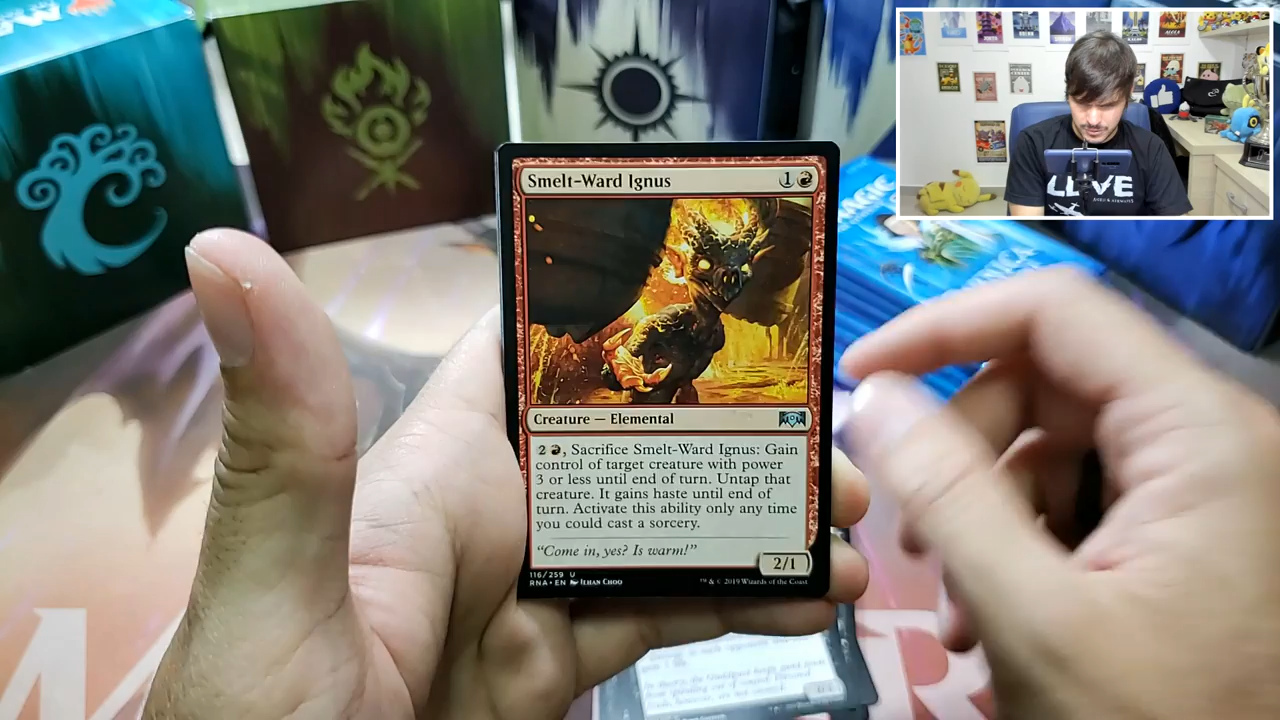 Smelt-Ward Ignus 1
Creature — Elemental
2, Sacrifice Smelt-Ward Ignus: Gain
control of target creature with power
3 or less until end of turn. Untap that
creature. It gains haste until end of
turn. Activate this ability only any time
you could cast a sorcery.
“Come in, yes? Is warm!”
2/1
116/259 U
RNA • EN Ilhan Choo
™ & © 2019 Wizards of the Coast
MAGIC